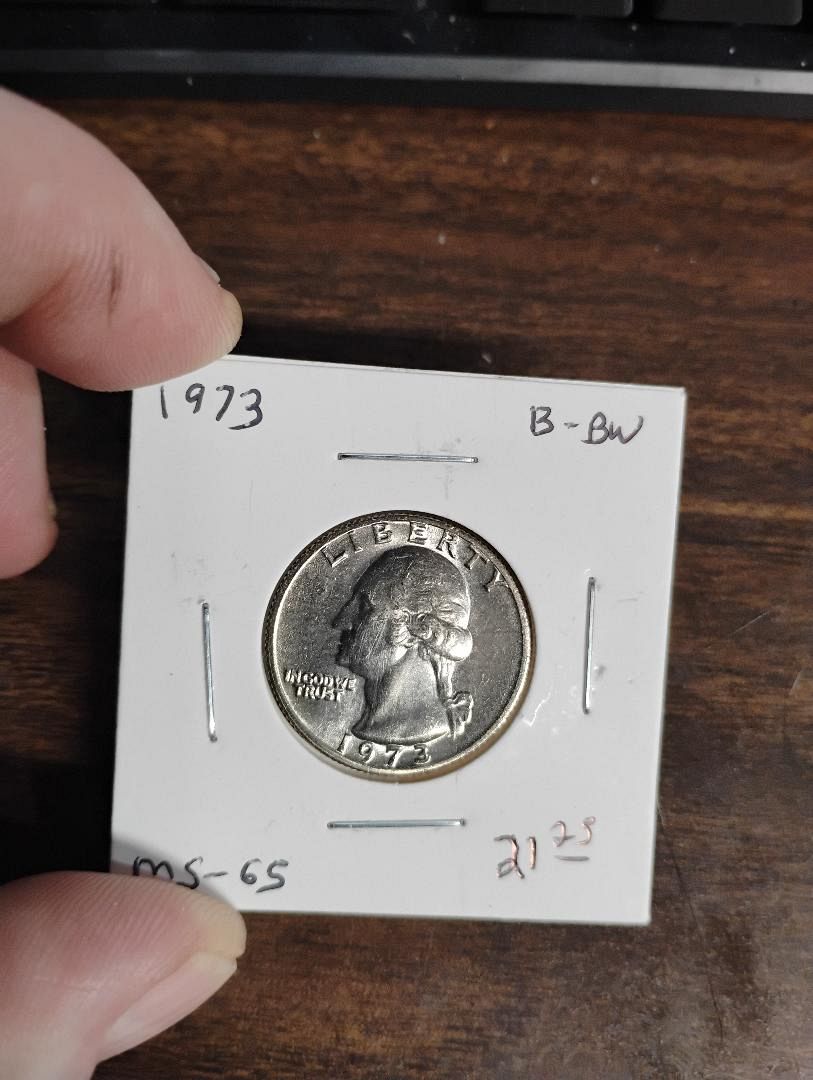 1973
B-BW
LIBERTY
IN GOD WE
TRUST
1973
MS-65
21 25